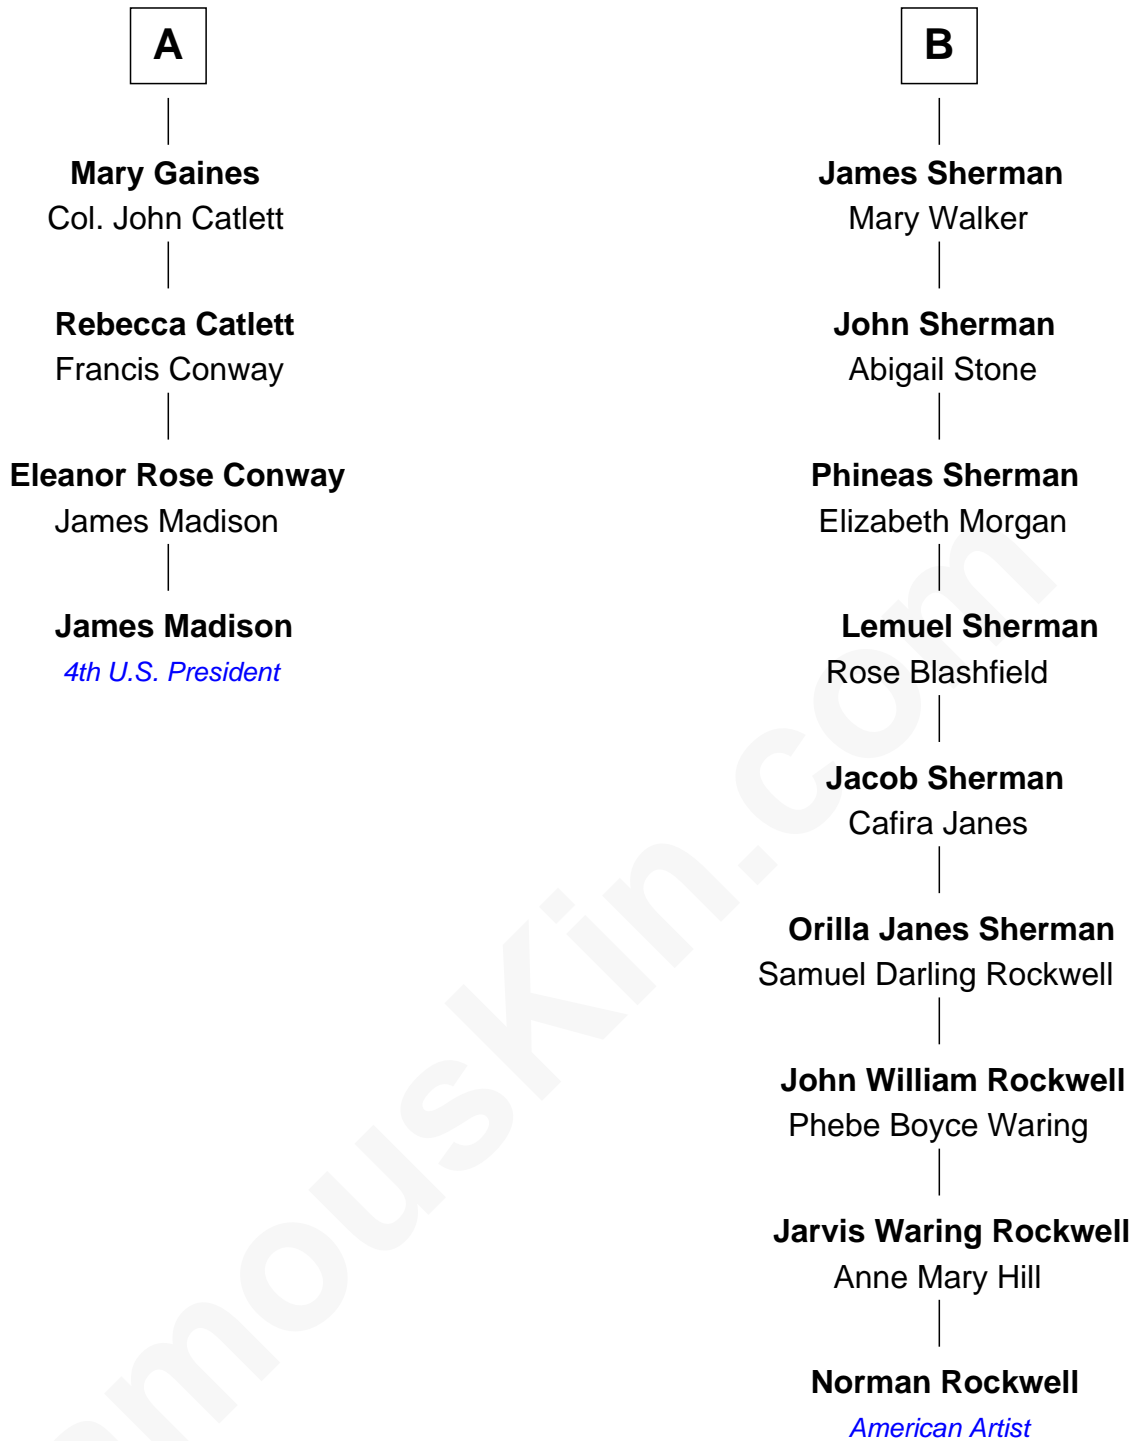 A
Mary Gaines
Col. John Catlett
Rebecca Catlett
Francis Conway
Eleanor Rose Conway
James Madison
James Madison
4th U.S. President
B
James Sherman
Mary Walker
John Sherman
Abigail Stone
Phineas Sherman
Elizabeth Morgan
Lemuel Sherman
Rose Blashfield
Jacob Sherman
Cafira Janes
Orilla Janes Sherman
Samuel Darling Rockwell
John William Rockwell
Phebe Boyce Waring
Jarvis Waring Rockwell
Anne Mary Hill
Norman Rockwell
American Artist
amouskin.com